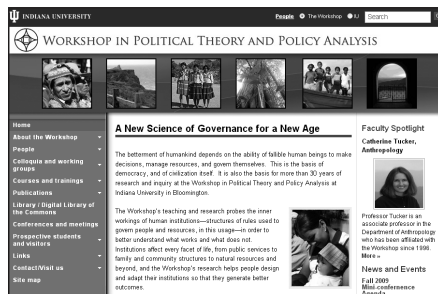 INDIANA UNIVERSITY
People The Workshop IU Search
WORKSHOP IN POLITICAL THEORY AND POLICY ANALYSIS
Home
About the Workshop
People
Colloquia and working
groups
Courses and trainings
Publications
Library / Digital Library of
the Commons
Conferences and meetings
Prospective students
and visitors
Links
Contact/Visit us
Site map
A New Science of Governance for a New Age
The betterment of humankind depends on the ability of fallible human beings to make
decisions, manage resources, and govern themselves. This is the basis of
democracy, and of civilization itself. It is also the basis for more than 30 years of
research and inquiry at the Workshop in Political Theory and Policy Analysis at
Indiana University in Bloomington.
The Workshop's teaching and research probes the inner
workings of human institutions—structures of rules used to
govern people and resources, in this usage—in order to
better understand what works and what does not.
Institutions affect every facet of life, from public services to
family and community structures to natural resources and
beyond, and the Workshop's research helps people design
and adapt their institutions so that they generate better
outcomes.
Faculty Spotlight
Catherine Tucker,
Anthropology
Professor Tucker is an
associate professor in the
Department of Anthropology
who has been affiliated with
the Workshop since 1996.
More »
News and Events
Fall 2009
Mini-conference
Agenda